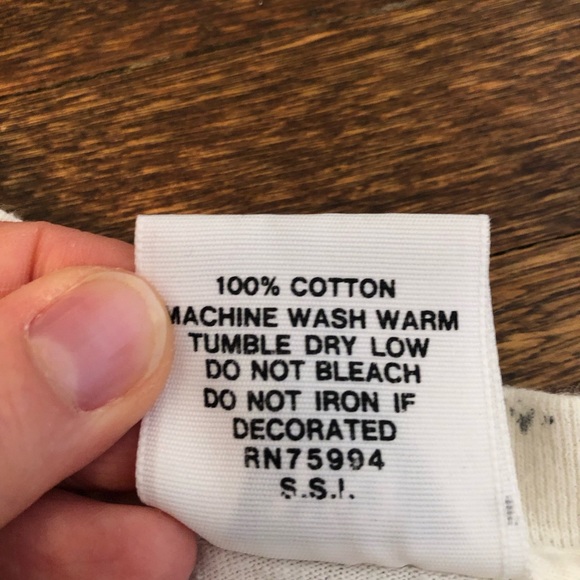 100% COTTON
MACHINE WASH WARM
TUMBLE DRY LOW
DO NOT BLEACH
DO NOT IRON IF
DECORATED
RN75994
S.S.I.